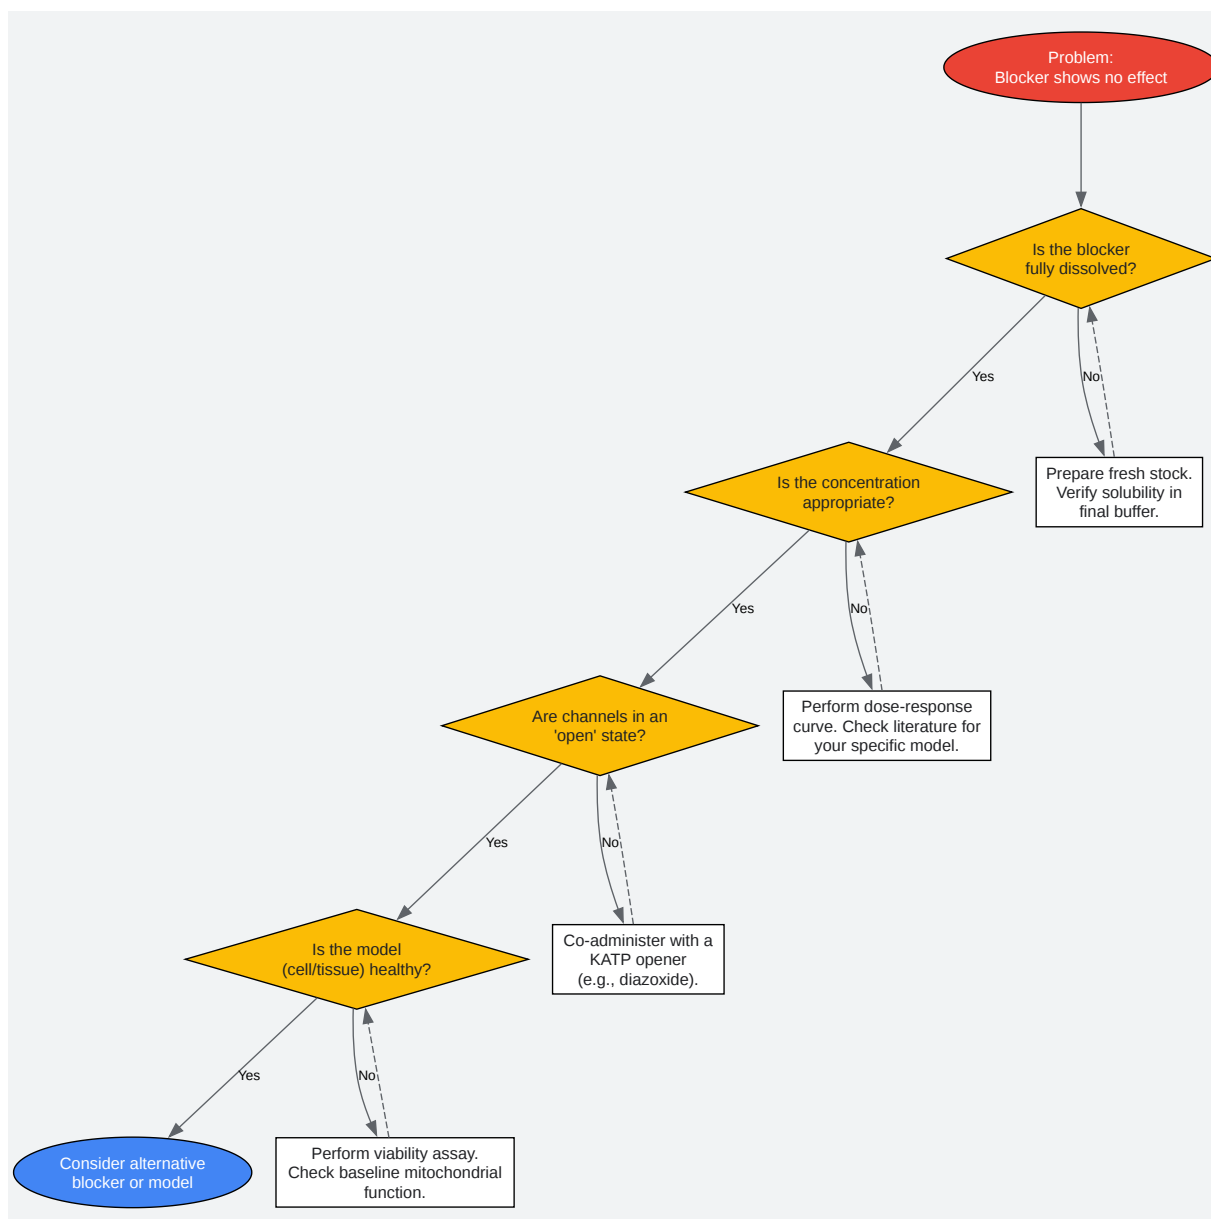 Problem:
Blocker shows no effect
Is the blocker
fully dissolved?
Yes
No
Prepare fresh stock.
Verify solubility in
final buffer.
Is the concentration
appropriate?
Yes
No
Perform dose-response
curve. Check literature for
your specific model.
Are channels in an
'open' state?
Yes
No
Co-administer with a
KATP opener
(e.g., diazoxide).
Is the model
(cell/tissue) healthy?
Yes
No
Perform viability assay.
Check baseline mitochondrial
function.
Consider alternative
blocker or model